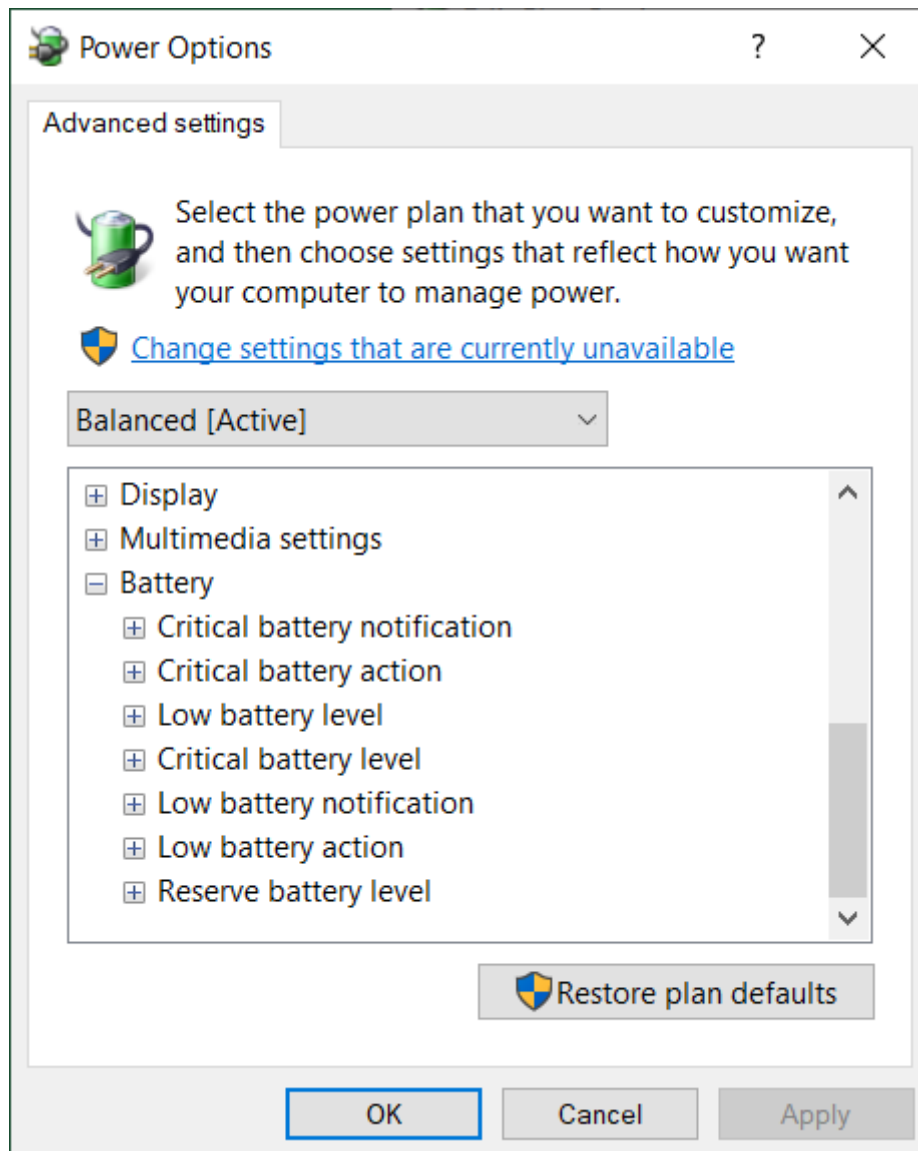 Power Options
?
Advanced settings
Select the power plan that you want to customize,
and then choose settings that reflect how you want
your computer to manage power.
Change settings that are currently unavailable
Balanced [Active]
Display
Multimedia settings
Battery
Critical battery notification
Critical battery action
Low battery level
Critical battery level
Low battery notification
Low battery action
Reserve battery level
Restore plan defaults
OK
Cancel
Apply